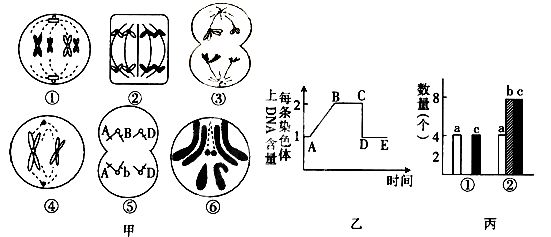 ① ② ③
④ A B D A b D ⑤ ⑥
甲
每条染色体
上DNA含量
2
1
A B C D E
时间
乙
数量(个)
8
4
a c a b c
① ②
丙